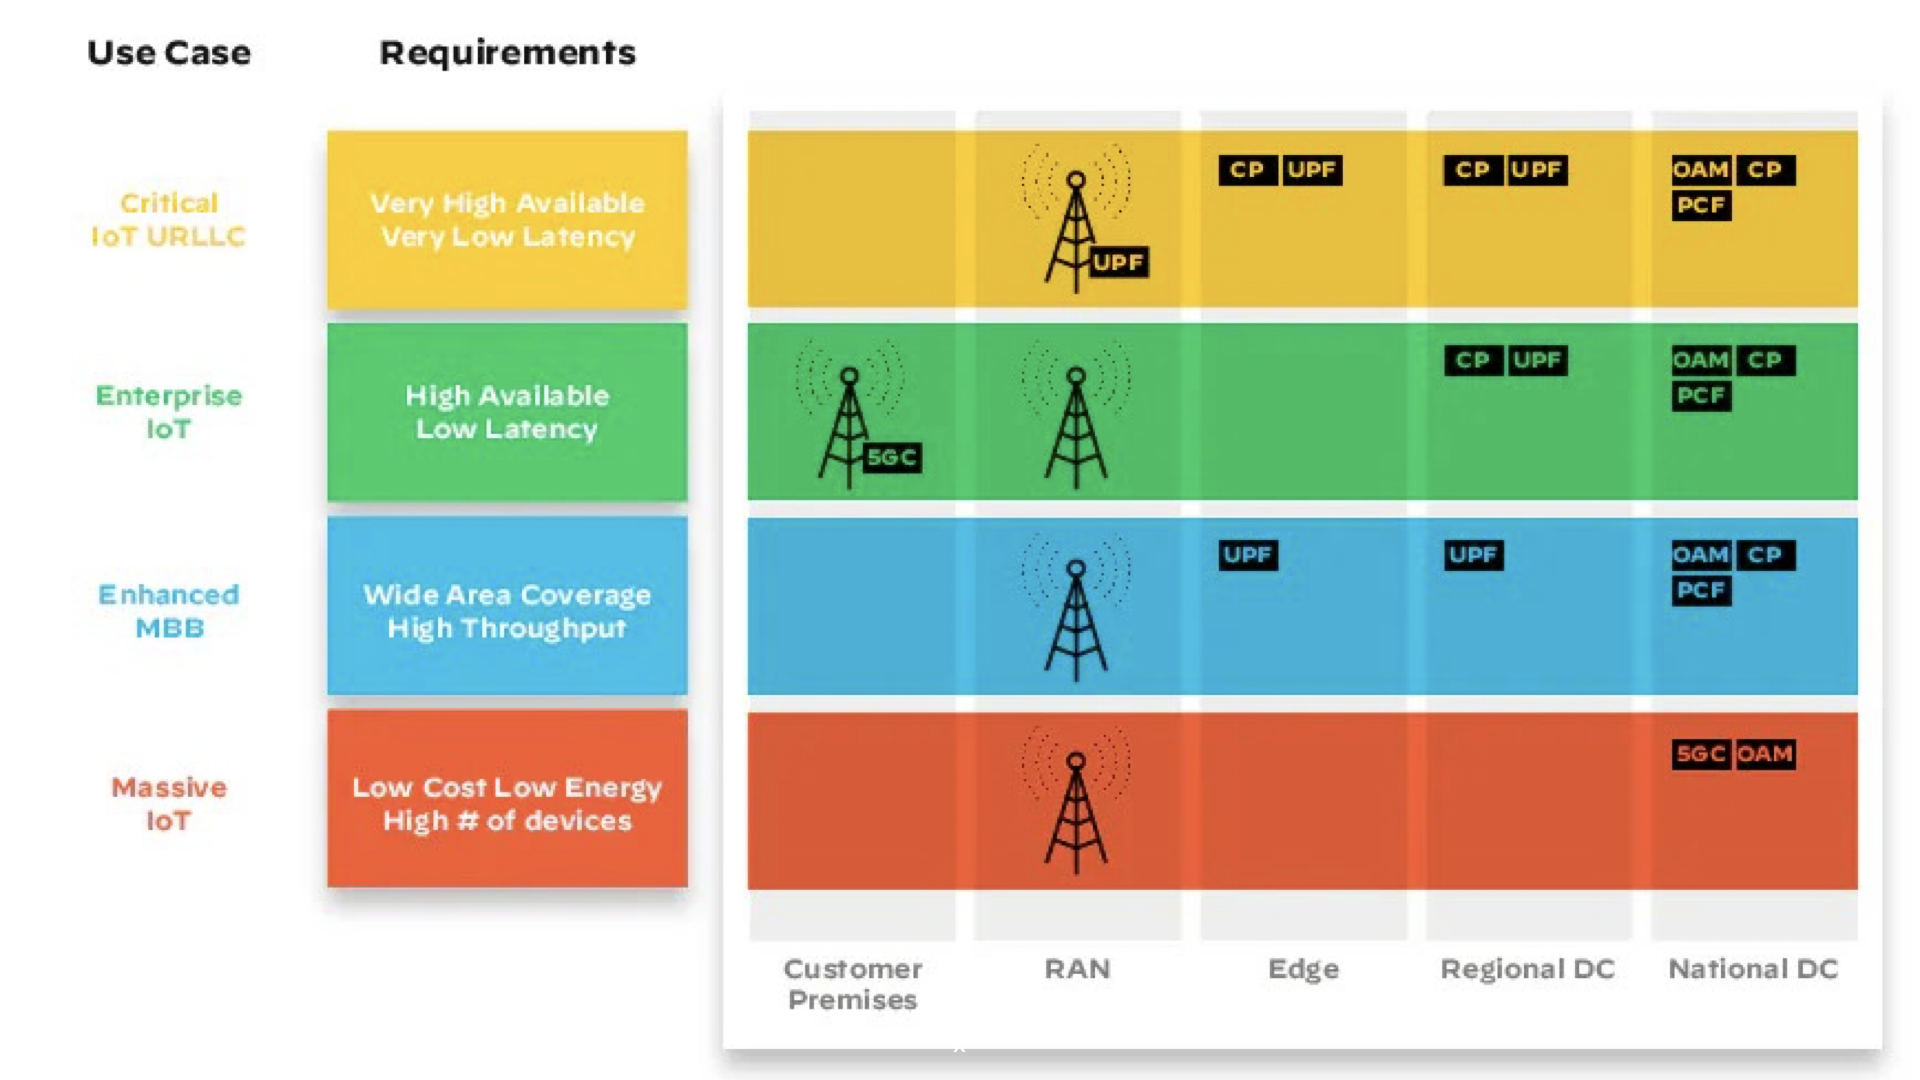 Use Case
Requirements
Critical
IoT URLLC
Very High Available
Very Low Latency
UPF
CP UPF
CP UPF
OAM CP
PCF
Enterprise
IoT
High Available
Low Latency
5GC
CP UPF
OAM CP
PCF
Enhanced
MBB
Wide Area Coverage
High Throughput
UPF
UPF
OAM CP
PCF
Massive
IoT
Low Cost Low Energy
High # of devices
5GC OAM
Customer
Premises
RAN
Edge
Regional DC
National DC